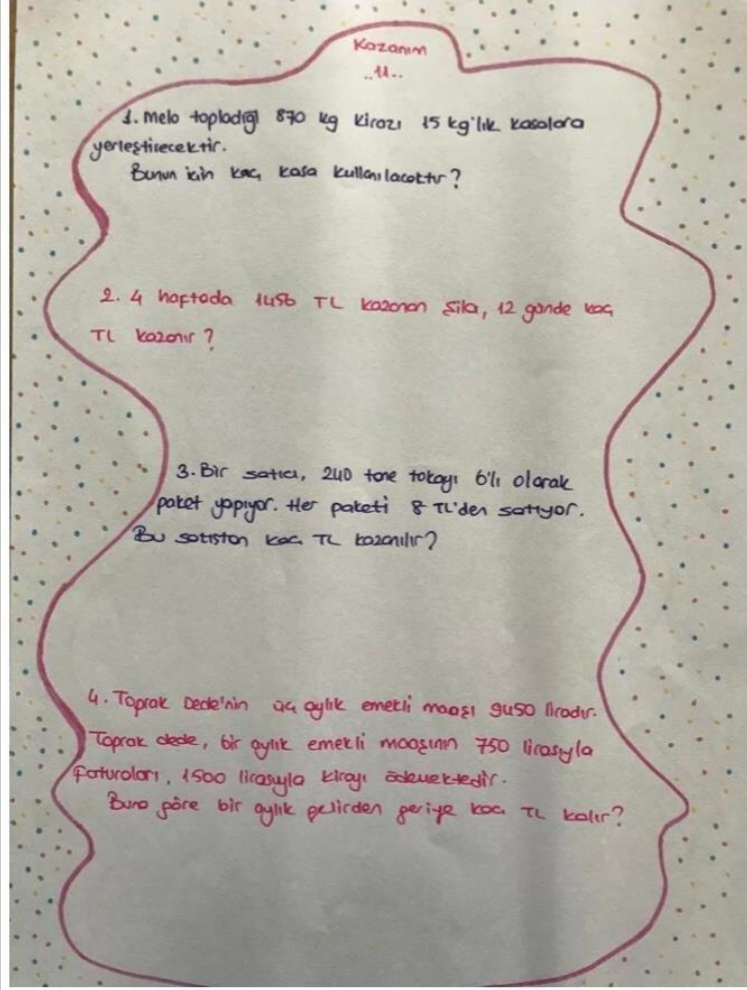 Kazanım
..11..
1. Melo topladığı 870 kg kirazı 15 kg'lık kasalara
yerleştirecektir.
Bunun için kaç kasa kullanılacaktır?
2. 4 haftada 1456 TL kazanan Sıla, 12 günde kaç
TL kazanır?
3. Bir satıcı, 240 tane tokayı 6'lı olarak
paket yapıyor. Her paketi 8 TL'den satıyor.
Bu satıştan kaç TL kazanılır?
4. Toprak Dede'nin üç aylık emekli maaşı 9450 liradır.
Toprak dede, bir aylık emekli maaşının 750 lirasıyla
faturaları, 1500 lirasıyla kirayı ödemektedir.
Buna göre bir aylık gelirden geriye kaç TL kalır?